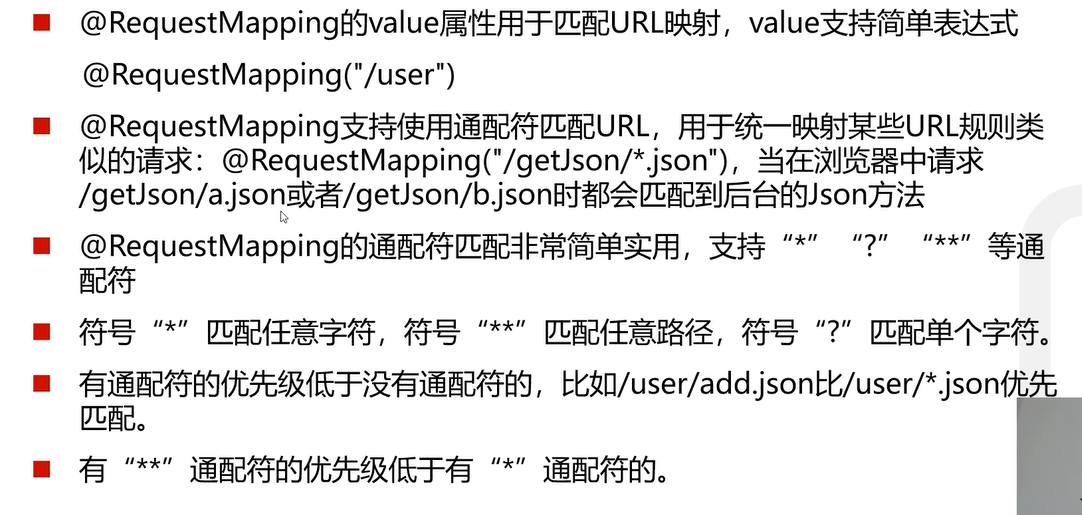 @RequestMapping的value属性用于匹配URL映射，value支持简单表达式
@RequestMapping("/user")
@RequestMapping支持使用通配符匹配URL，用于统一映射某些URL规则类
似的请求：@RequestMapping("/getJson/*.json")，当在浏览器中请求
/getJson/a.json或者/getJson/b.json时都会匹配到后台的Json方法
@RequestMapping的通配符匹配非常简单实用，支持“*”“?”“**”等通
配符
符号“*”匹配任意字符，符号“**”匹配任意路径，符号“?”匹配单个字符。
有通配符的优先级低于没有通配符的，比如/user/add.json比/user/*.json优先
匹配。
有“**”通配符的优先级低于有“*”通配符的。